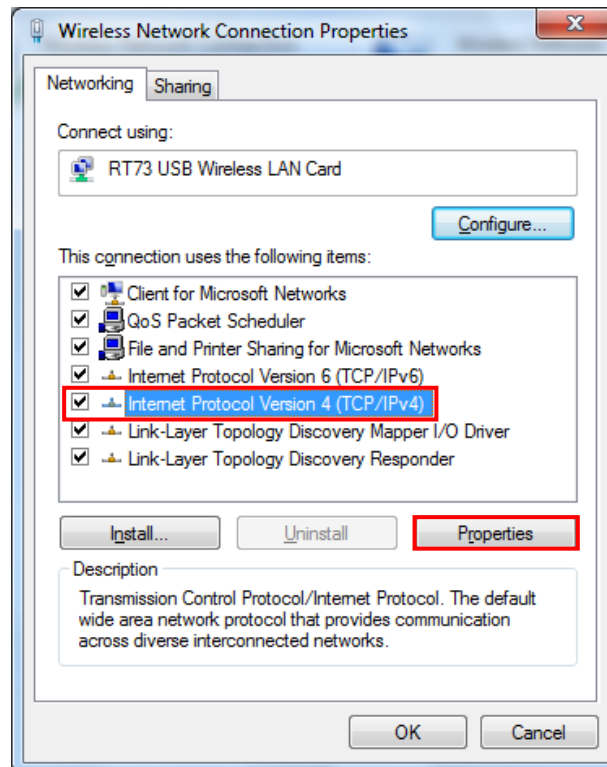 Wireless Network Connection Properties
Networking
Sharing
Connect using:
RT73 USB Wireless LAN Card
Configure...
This connection uses the following items:
Client for Microsoft Networks
QoS Packet Scheduler
File and Printer Sharing for Microsoft Networks
Internet Protocol Version 6 (TCP/IPv6)
Internet Protocol Version 4 (TCP/IPv4)
Link-Layer Topology Discovery Mapper I/O Driver
Link-Layer Topology Discovery Responder
Install...
Uninstall
Properties
Description
Transmission Control Protocol/Internet Protocol. The default
wide area network protocol that provides communication
across diverse interconnected networks.
OK
Cancel